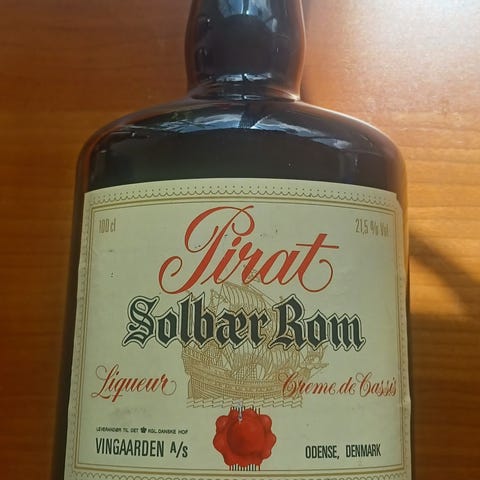 100 cl
21,5 % Vol
Pirat
Solbær Rom
Liqueur
Creme de Cassis
LEVERANDØR TIL DET KGL. DANSKE HOF
VINGAARDEN A/S
ODENSE, DENMARK